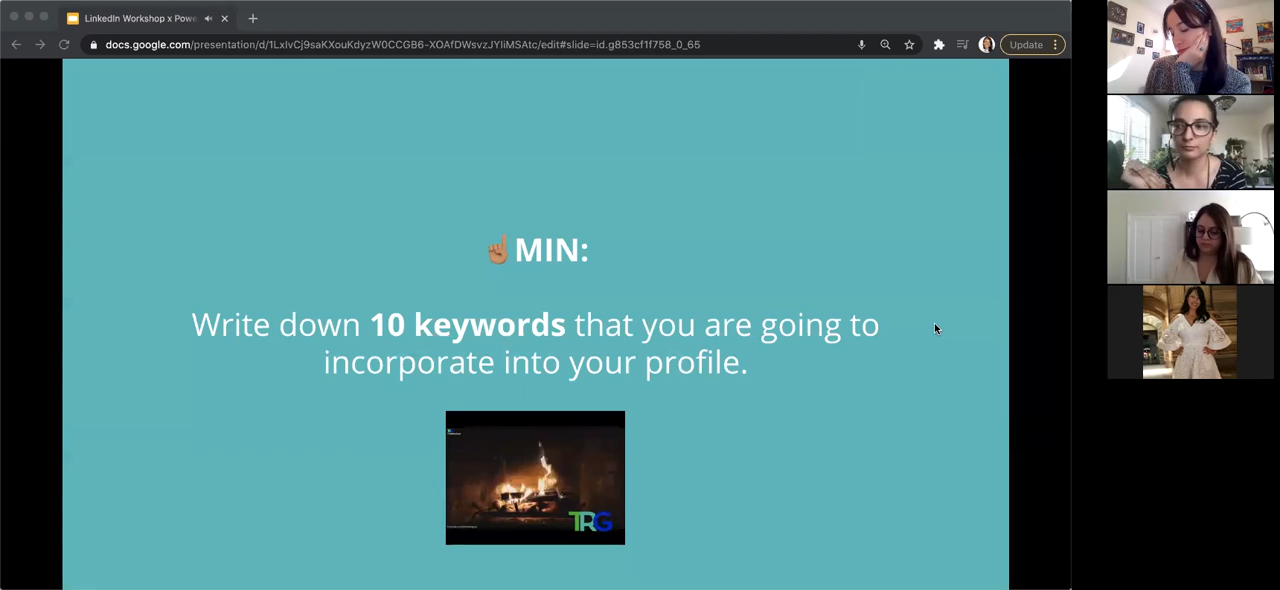 LinkedIn Workshop x Powe
docs.google.com/presentation/d/1LxIvCj9saKXouKdyzW0CCGB6-XOAfDWsvzJYIiMSAtc/edit#slide=id.g853cf1f758_0_65
Update
☝🏽MIN:
Write down 10 keywords that you are going to
incorporate into your profile.
TRG